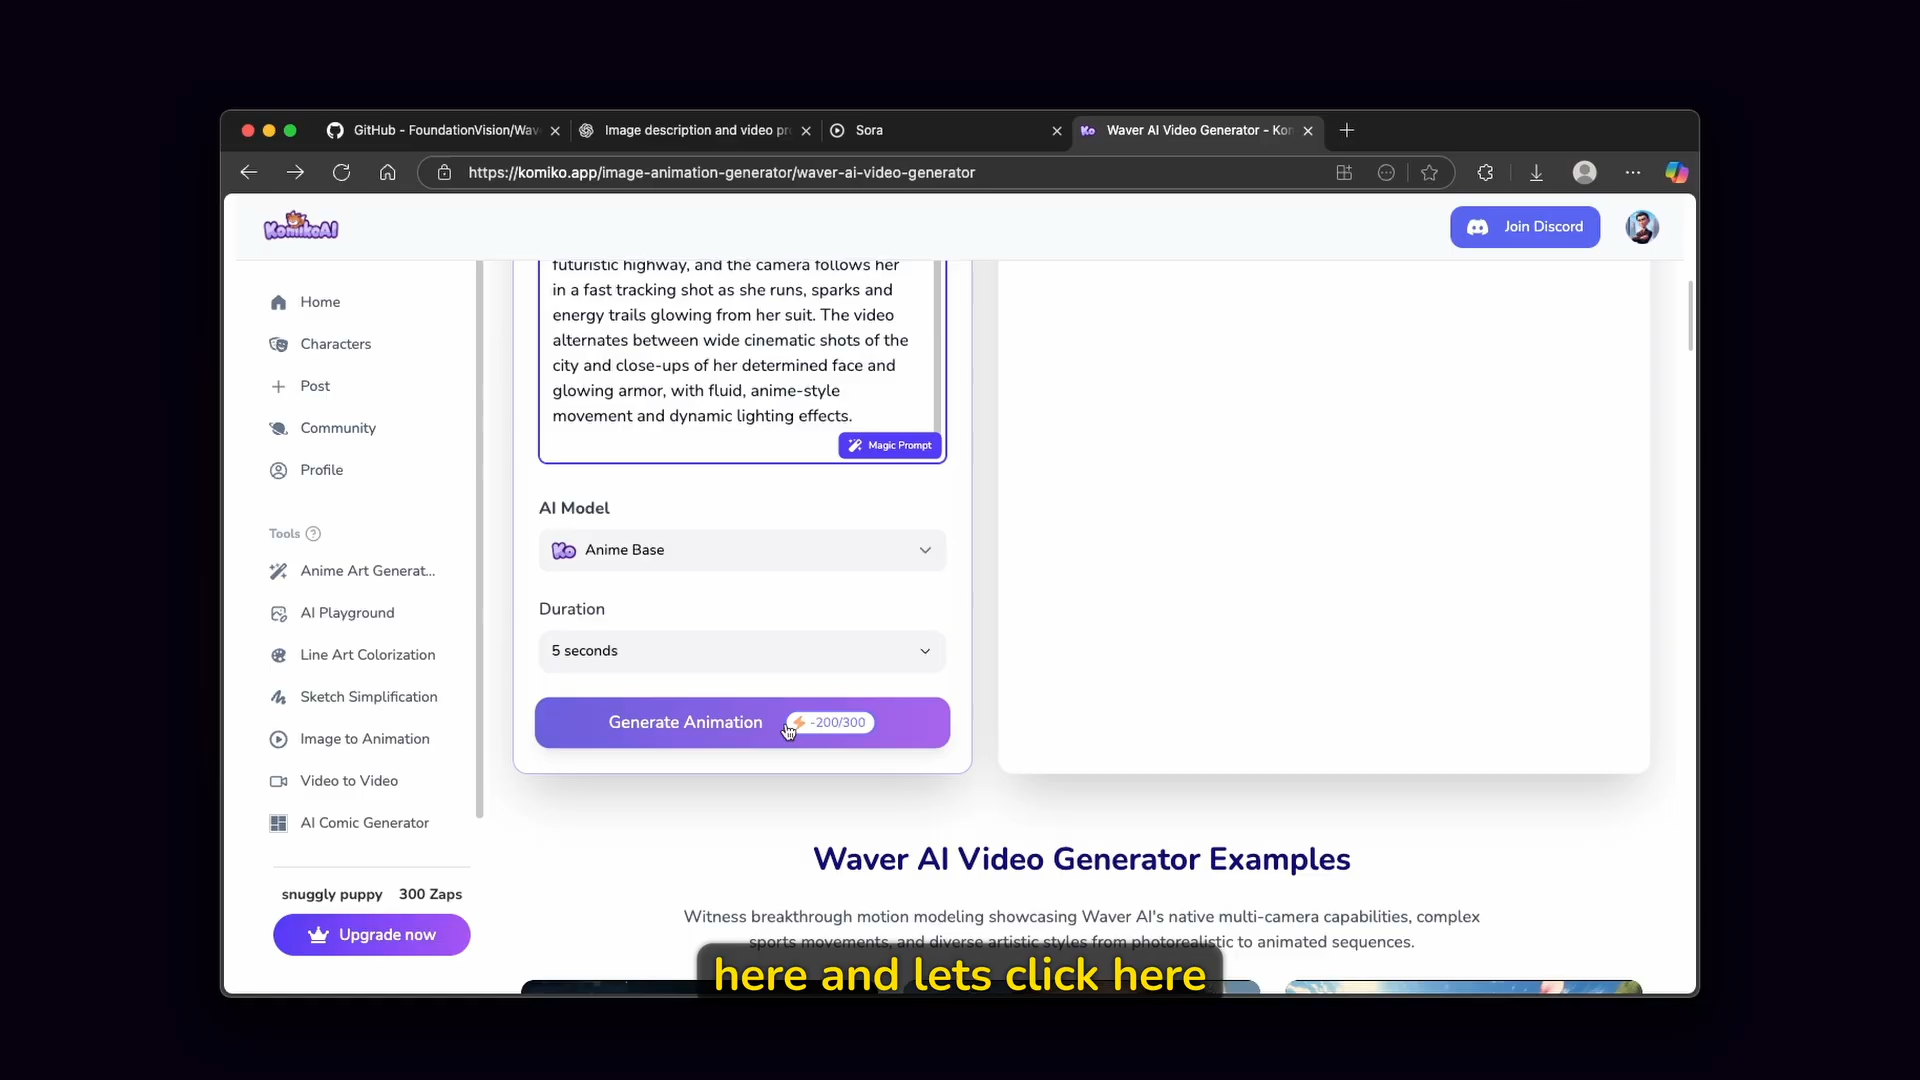 GitHub - FoundationVision/Wav
Image description and video pr
Sora
Waver AI Video Generator - Kon
https://komiko.app/image-animation-generator/waver-ai-video-generator
KomikoAI
Join Discord
Home
Characters
Post
Community
Profile
Tools
Anime Art Generat...
AI Playground
Line Art Colorization
Sketch Simplification
Image to Animation
Video to Video
AI Comic Generator
snuggly puppy 300 Zaps
Upgrade now
futuristic highway, and the camera follows her
in a fast tracking shot as she runs, sparks and
energy trails glowing from her suit. The video
alternates between wide cinematic shots of the
city and close-ups of her determined face and
glowing armor, with fluid, anime-style
movement and dynamic lighting effects.
Magic Prompt
AI Model
Ko Anime Base
Duration
5 seconds
Generate Animation -200/300
Waver AI Video Generator Examples
Witness breakthrough motion modeling showcasing Waver AI's native multi-camera capabilities, complex
sports movements, and diverse artistic styles from photorealistic to animated sequences.
here and lets click here